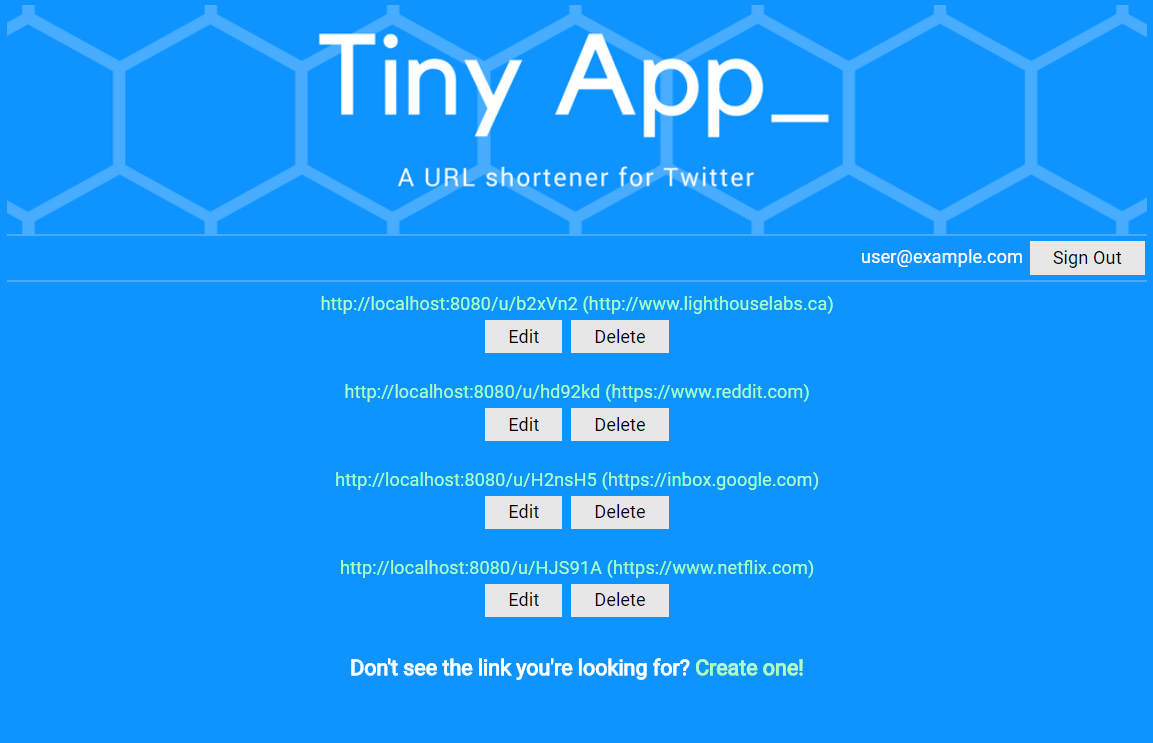 Tiny App_
A URL shortener for Twitter
user@example.com Sign Out
http://localhost:8080/u/b2xVn2 (http://www.lighthouselabs.ca)
Edit Delete
http://localhost:8080/u/hd92kd (https://www.reddit.com)
Edit Delete
http://localhost:8080/u/H2nsH5 (https://inbox.google.com)
Edit Delete
http://localhost:8080/u/HJS91A (https://www.netflix.com)
Edit Delete
Don't see the link you're looking for? Create one!